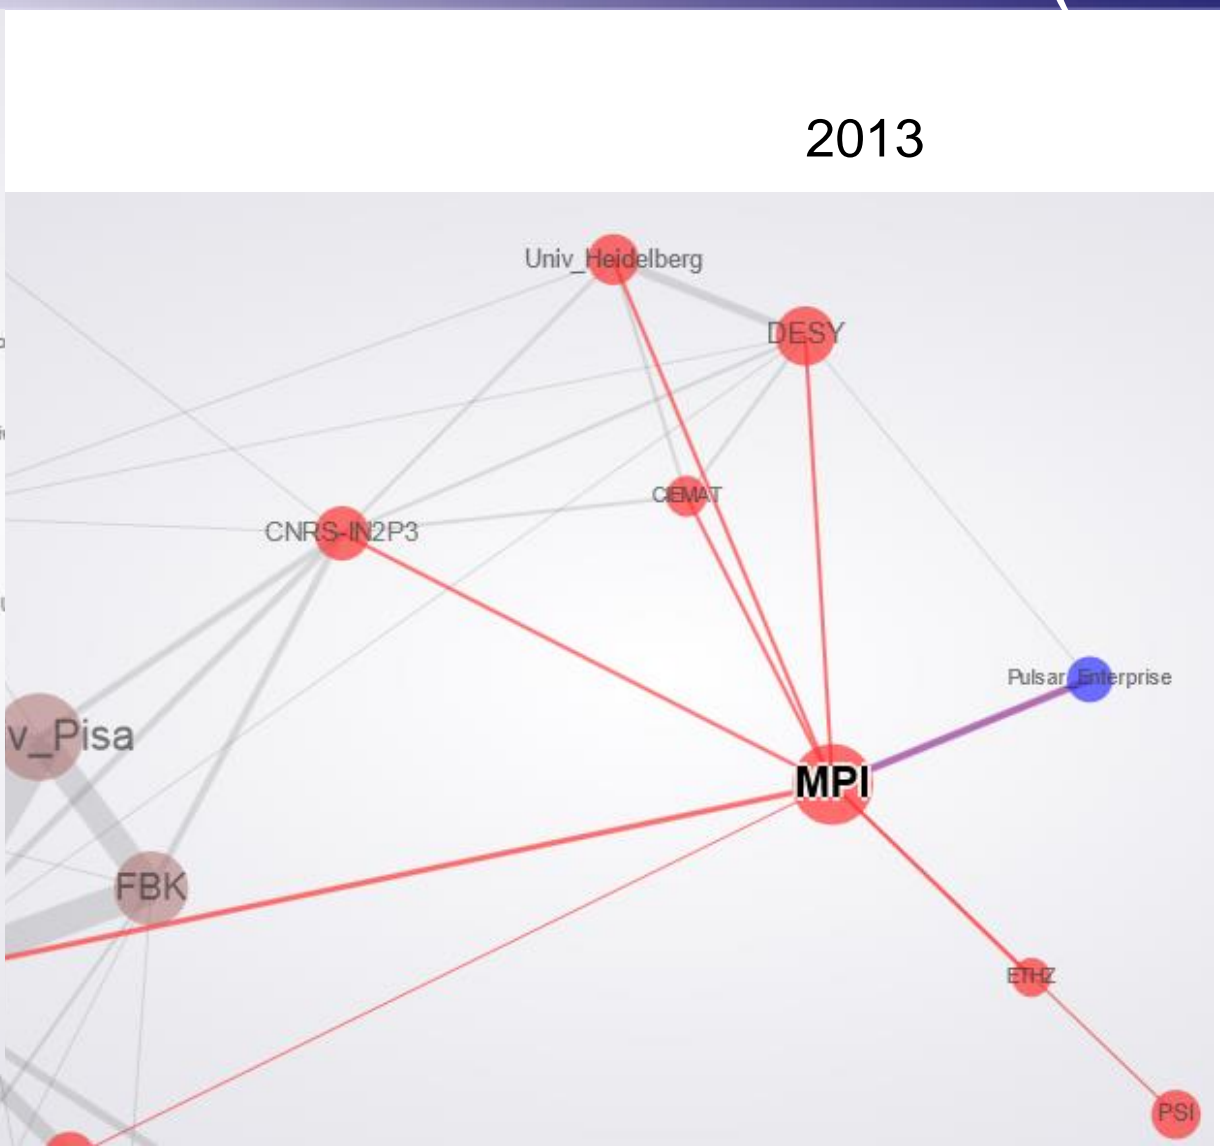 2013
Univ_Heidelberg
DESY
CIEMAT
CNRS-IN2P3
Pulsar_Enterprise
v_Pisa
MPI
FBK
ETHZ
PSI